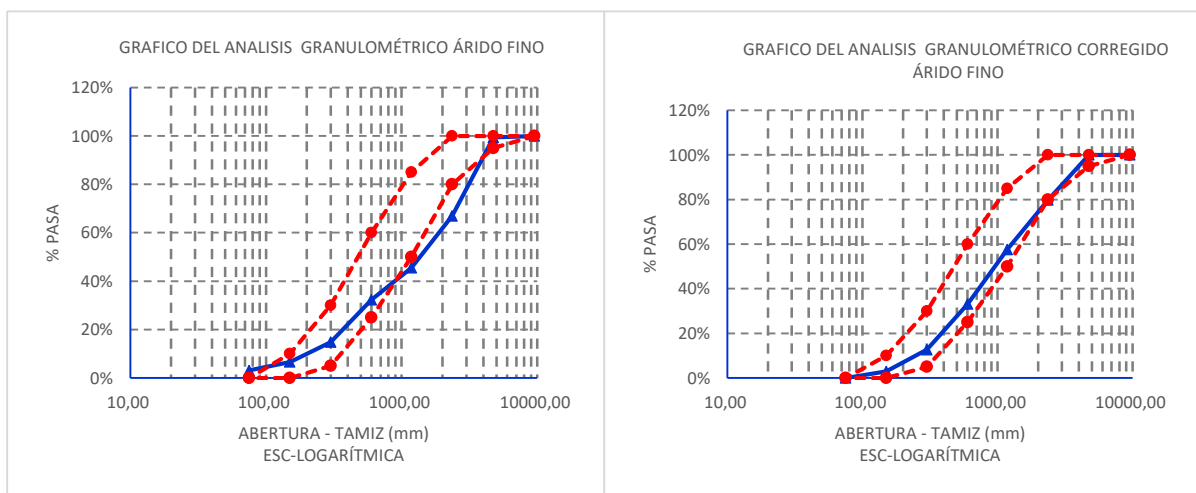 GRAFICO DEL ANALISIS GRANULOMÉTRICO ÁRIDO FINO
120%
100%
80%
60%
40%
20%
0%
% PASA
10,00 100,00 1000,00 10000,00
ABERTURA - TAMIZ (mm)
ESC-LOGARÍTMICA
GRAFICO DEL ANALISIS GRANULOMÉTRICO CORREGIDO
ÁRIDO FINO
120%
100%
80%
60%
40%
20%
0%
% PASA
10,00 100,00 1000,00 10000,00
ABERTURA - TAMIZ (mm)
ESC-LOGARÍTMICA